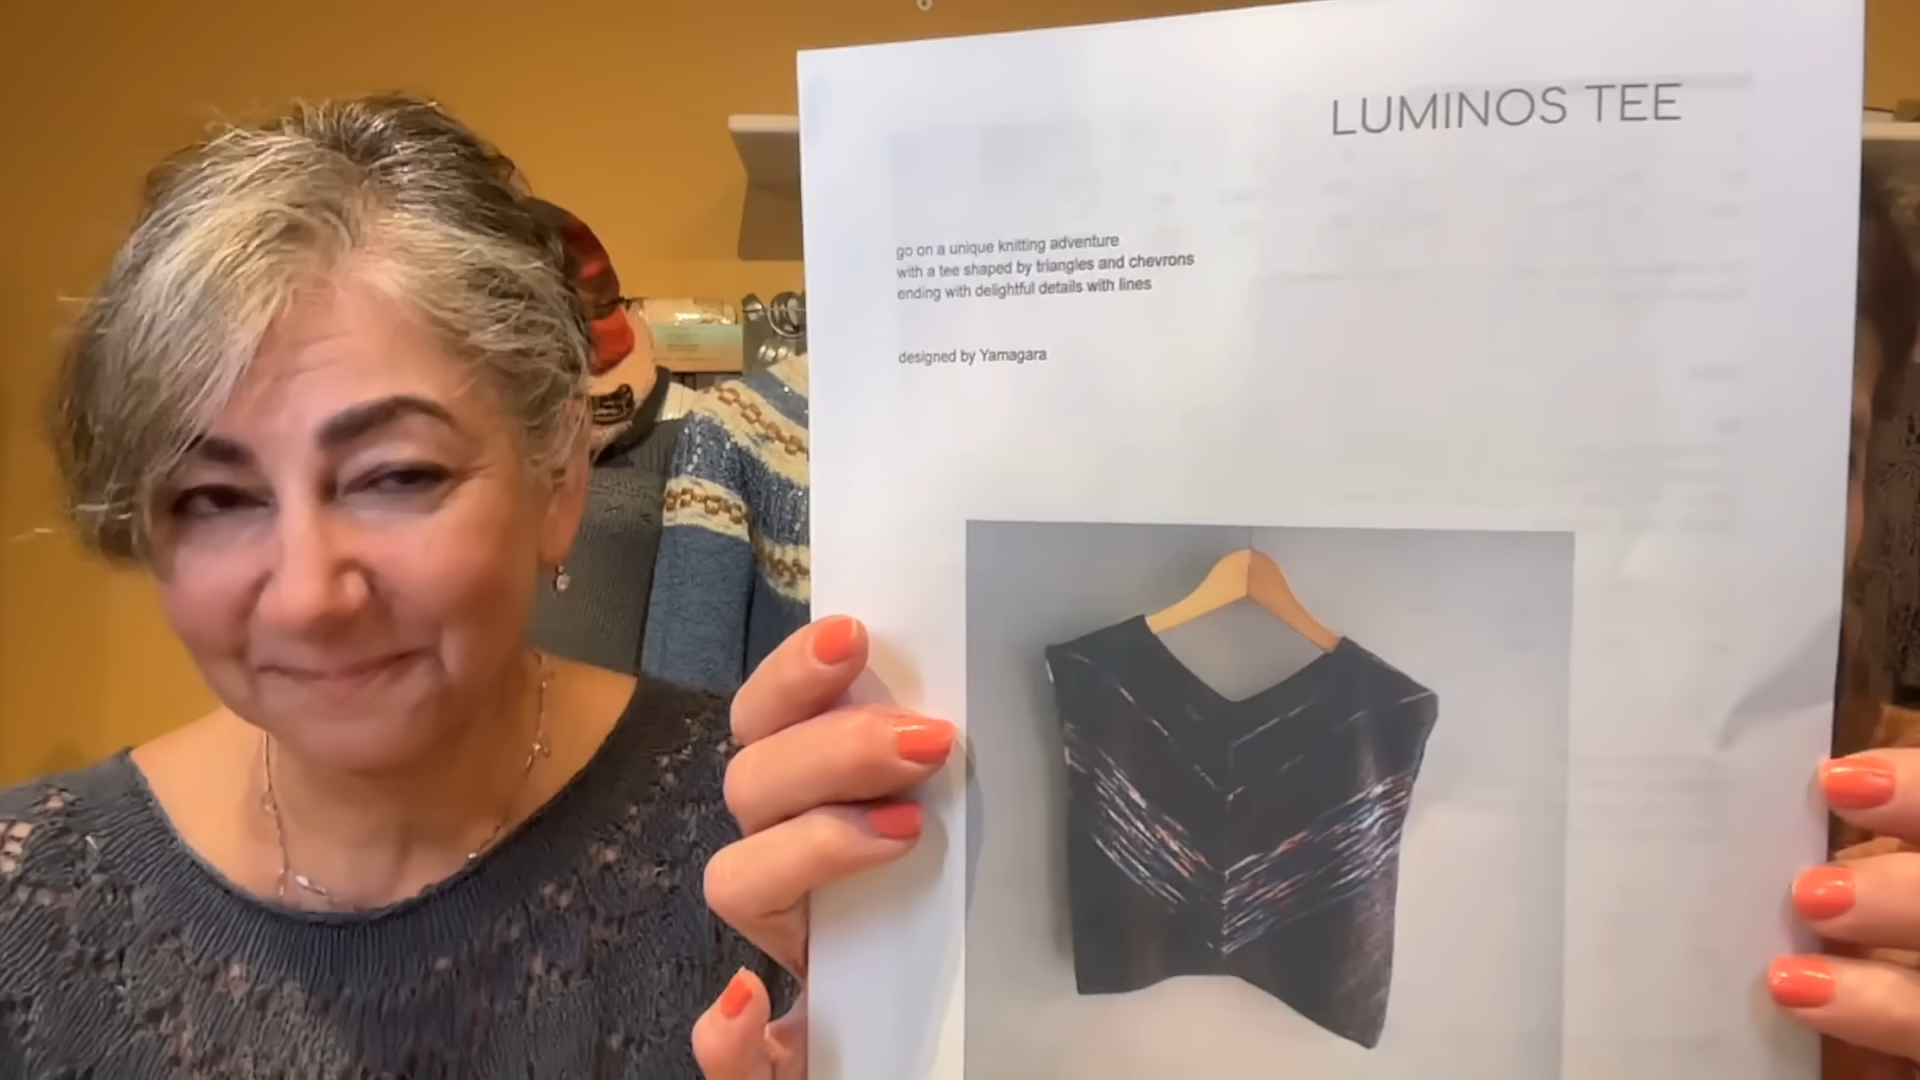 LUMINOS TEE
go on a unique knitting adventure
with a tee shaped by triangles and chevrons
ending with delightful details with lines
designed by Yamagara